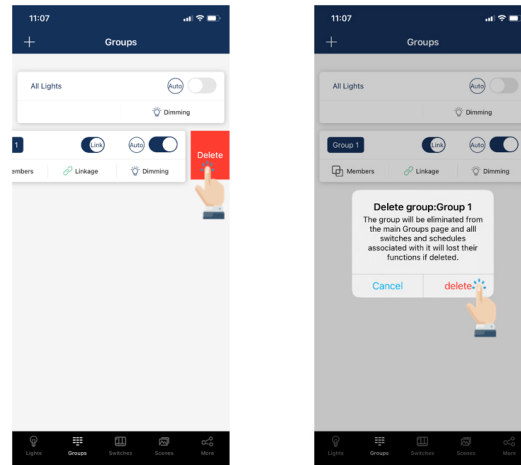 11:07
Groups
All Lights
Auto
Dimming
1
Link
Auto
Delete
embers
Linkage
Dimming
Lights
Groups
Switches
Scenes
More
11:07
Groups
All Lights
Auto
Dimming
Group 1
Link
Auto
Members
Linkage
Dimming
Delete group:Group 1
The group will be eliminated from
the main Groups page and alll
switches and schedules
associated with it will lost their
functions if deleted.
Cancel
delete
Lights
Groups
Switches
Scenes
More